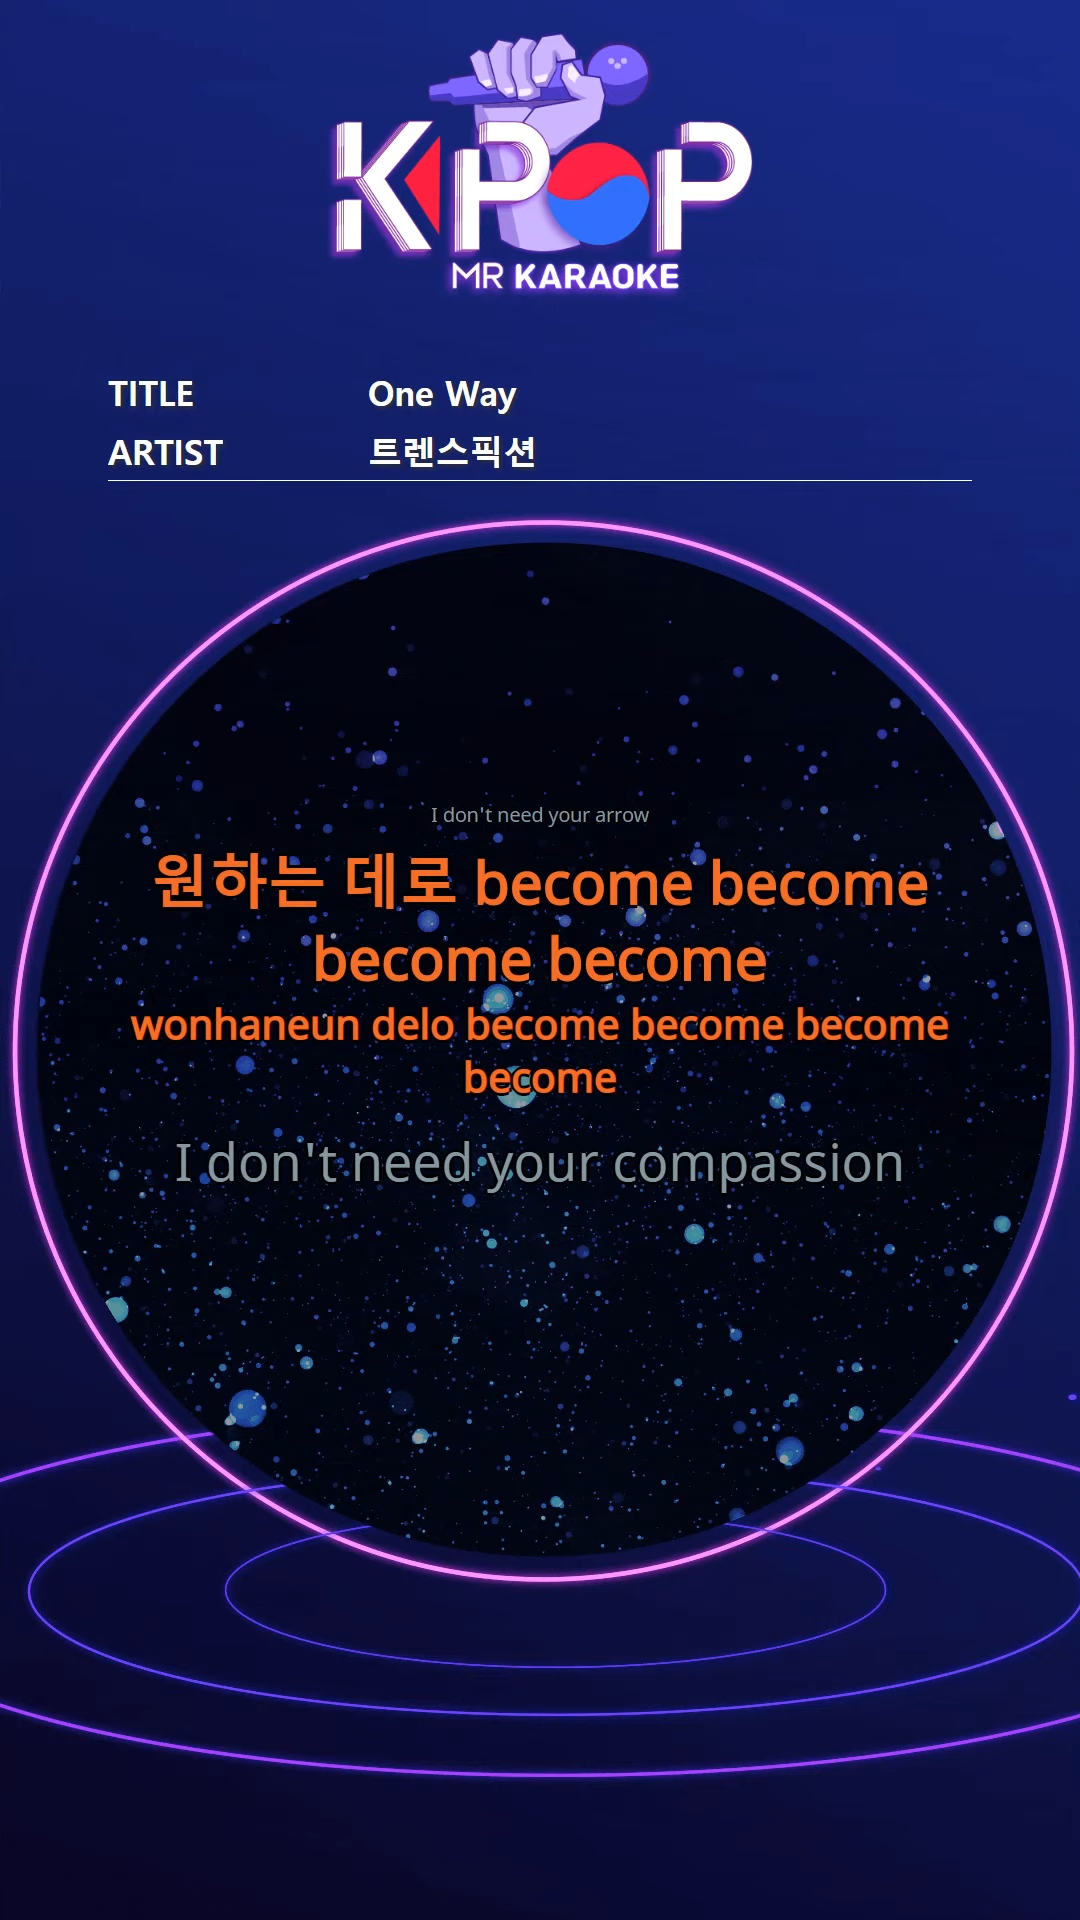 KPOP
MR KARAOKE
TITLE One Way
ARTIST 트렌스픽션
I don't need your arrow
원하는 데로 become become
become become
wonhaneun delo become become become
become
I don't need your compassion